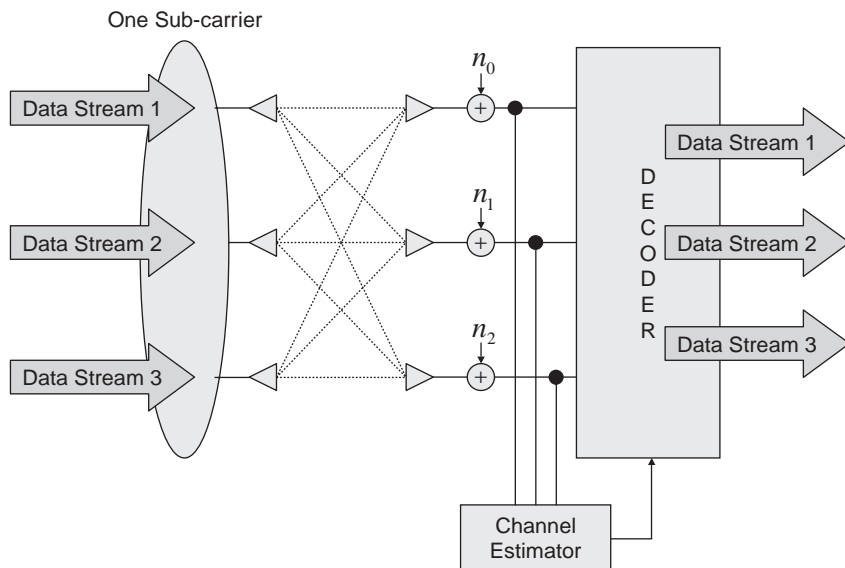 One Sub-carrier
Data Stream 1
Data Stream 2
Data Stream 3
n0
+
n1
+
n2
+
DECODER
Data Stream 1
Data Stream 2
Data Stream 3
Channel
Estimator